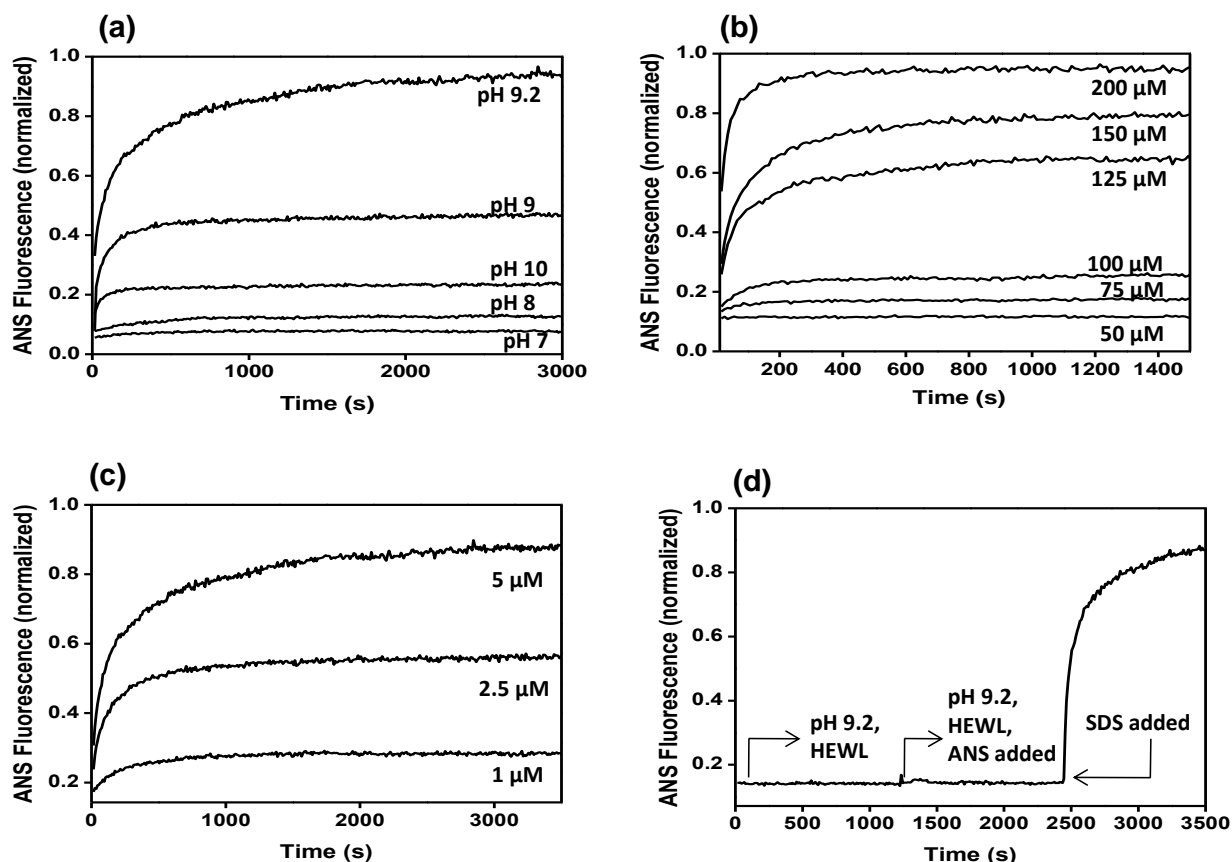 (a)
ANS Fluorescence (normalized)
1.0
0.8
0.6
0.4
0.2
0.0
pH 9.2
pH 9
pH 10
pH 8
pH 7
0 1000 2000 3000
Time (s)
(b)
ANS Fluorescence (normalized)
1.0
0.8
0.6
0.4
0.2
0.0
200 µM
150 µM
125 µM
100 µM
75 µM
50 µM
200 400 600 800 1000 1200 1400
Time (s)
(c)
ANS Fluorescence (normalized)
1.0
0.8
0.6
0.4
0.2
5 µM
2.5 µM
1 µM
0 1000 2000 3000
Time (s)
(d)
ANS Fluorescence (normalized)
1.0
0.8
0.6
0.4
0.2
pH 9.2,
HEWL
pH 9.2,
HEWL,
ANS added
SDS added
0 500 1000 1500 2000 2500 3000 3500
Time (s)